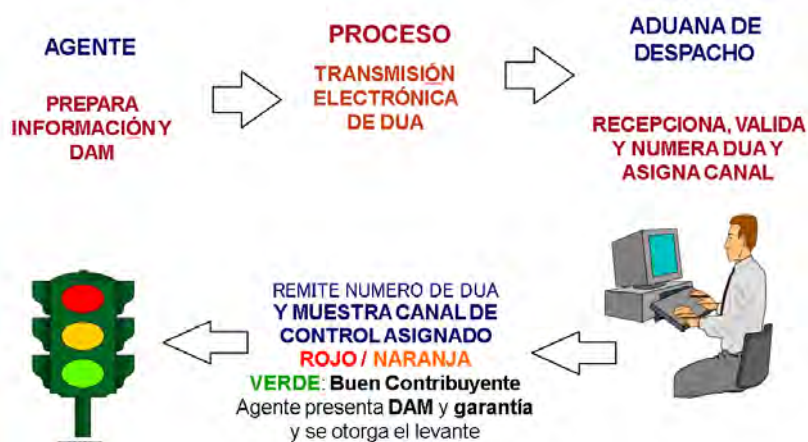 AGENTE
PREPARA
INFORMACIÓN Y
DAM
PROCESO
TRANSMISIÓN
ELECTRÓNICA
DE DUA
ADUANA DE
DESPACHO
RECEPCIONA, VALIDA
Y NUMERA DUA Y
ASIGNA CANAL
REMITE NUMERO DE DUA
Y MUESTRA CANAL DE
CONTROL ASIGNADO
ROJO / NARANJA
VERDE: Buen Contribuyente
Agente presenta DAM y garantía
y se otorga el levante